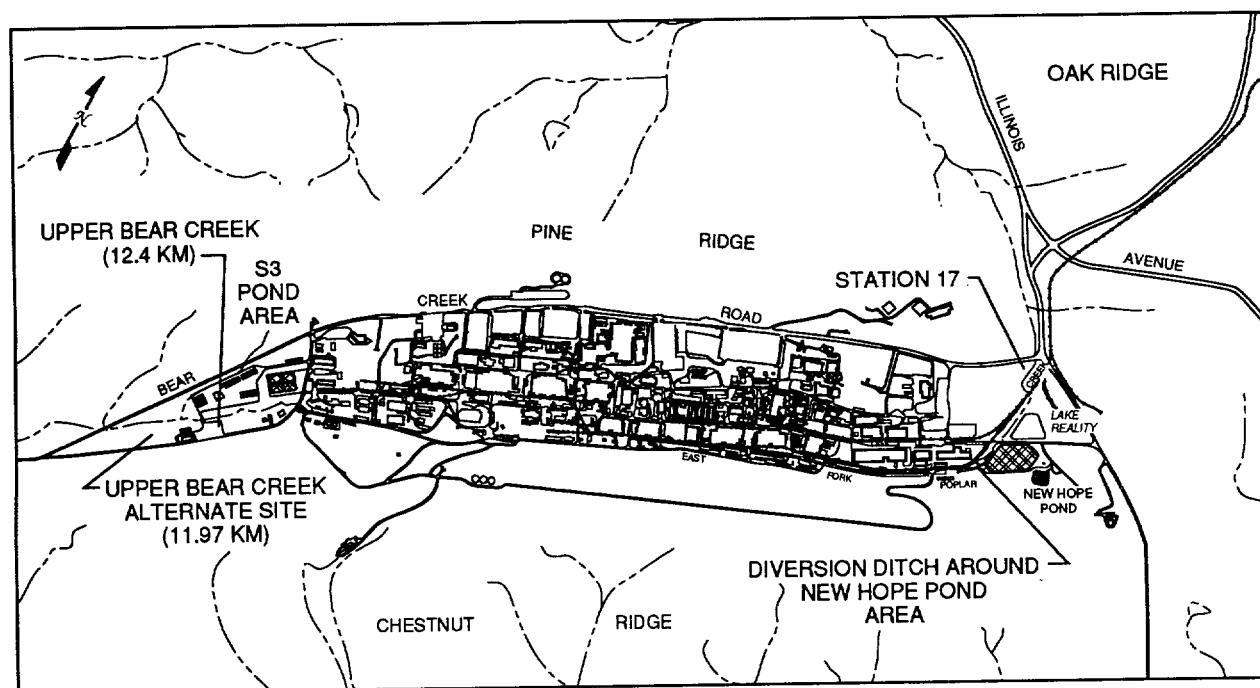 OAK RIDGE
ILLINOIS
N
UPPER BEAR CREEK
(12.4 KM)
PINE
RIDGE
S3
POND
AREA
STATION 17
AVENUE
CREEK
ROAD
BEAR
CREEK
LAKE
REALITY
EAST
FORK
POPLAR
NEW HOPE
POND
UPPER BEAR CREEK
ALTERNATE SITE
(11.97 KM)
DIVERSION DITCH AROUND
NEW HOPE POND
AREA
CHESTNUT
RIDGE